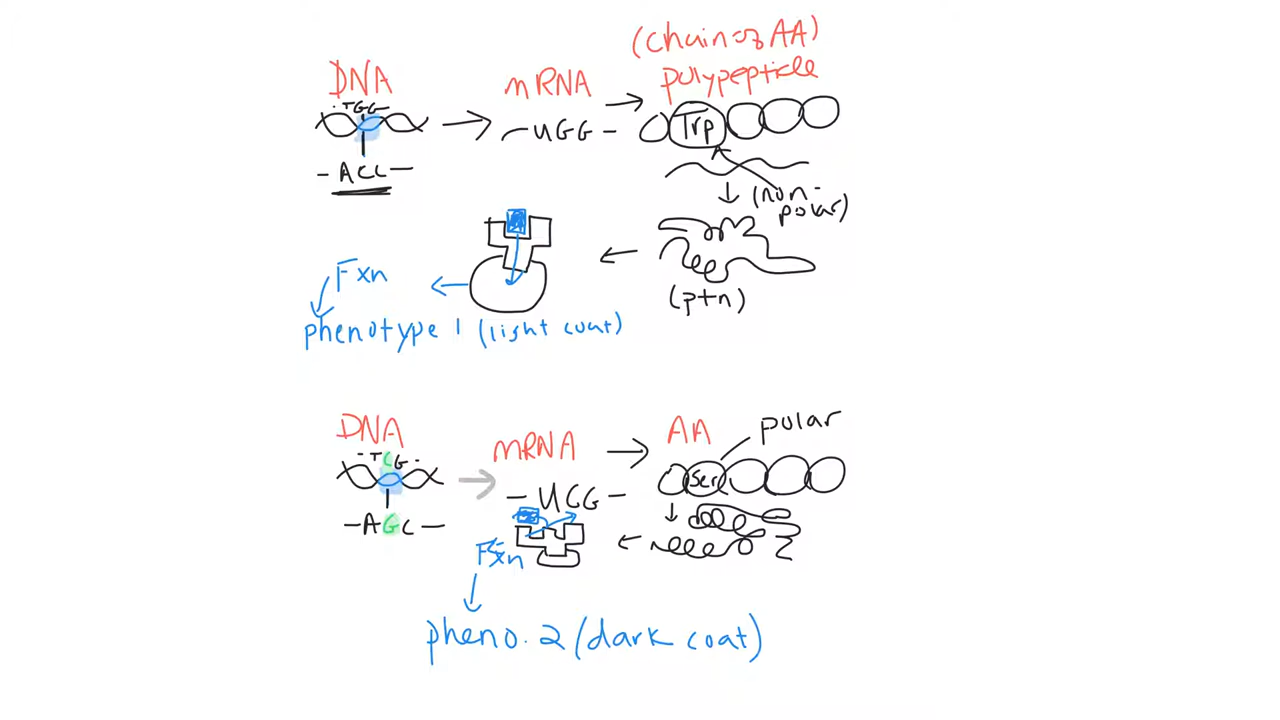 (chain of AA)
DNA mRNA polypeptide
-TGG-
-UGG- Trp
-ACC-
(non-
polar)
Fxn
(ptn)
phenotype 1 (light coat)
DNA mRNA AA polar
-TCG-
Ser
-UCG-
-AGC-
Fxn
pheno. 2 (dark coat)